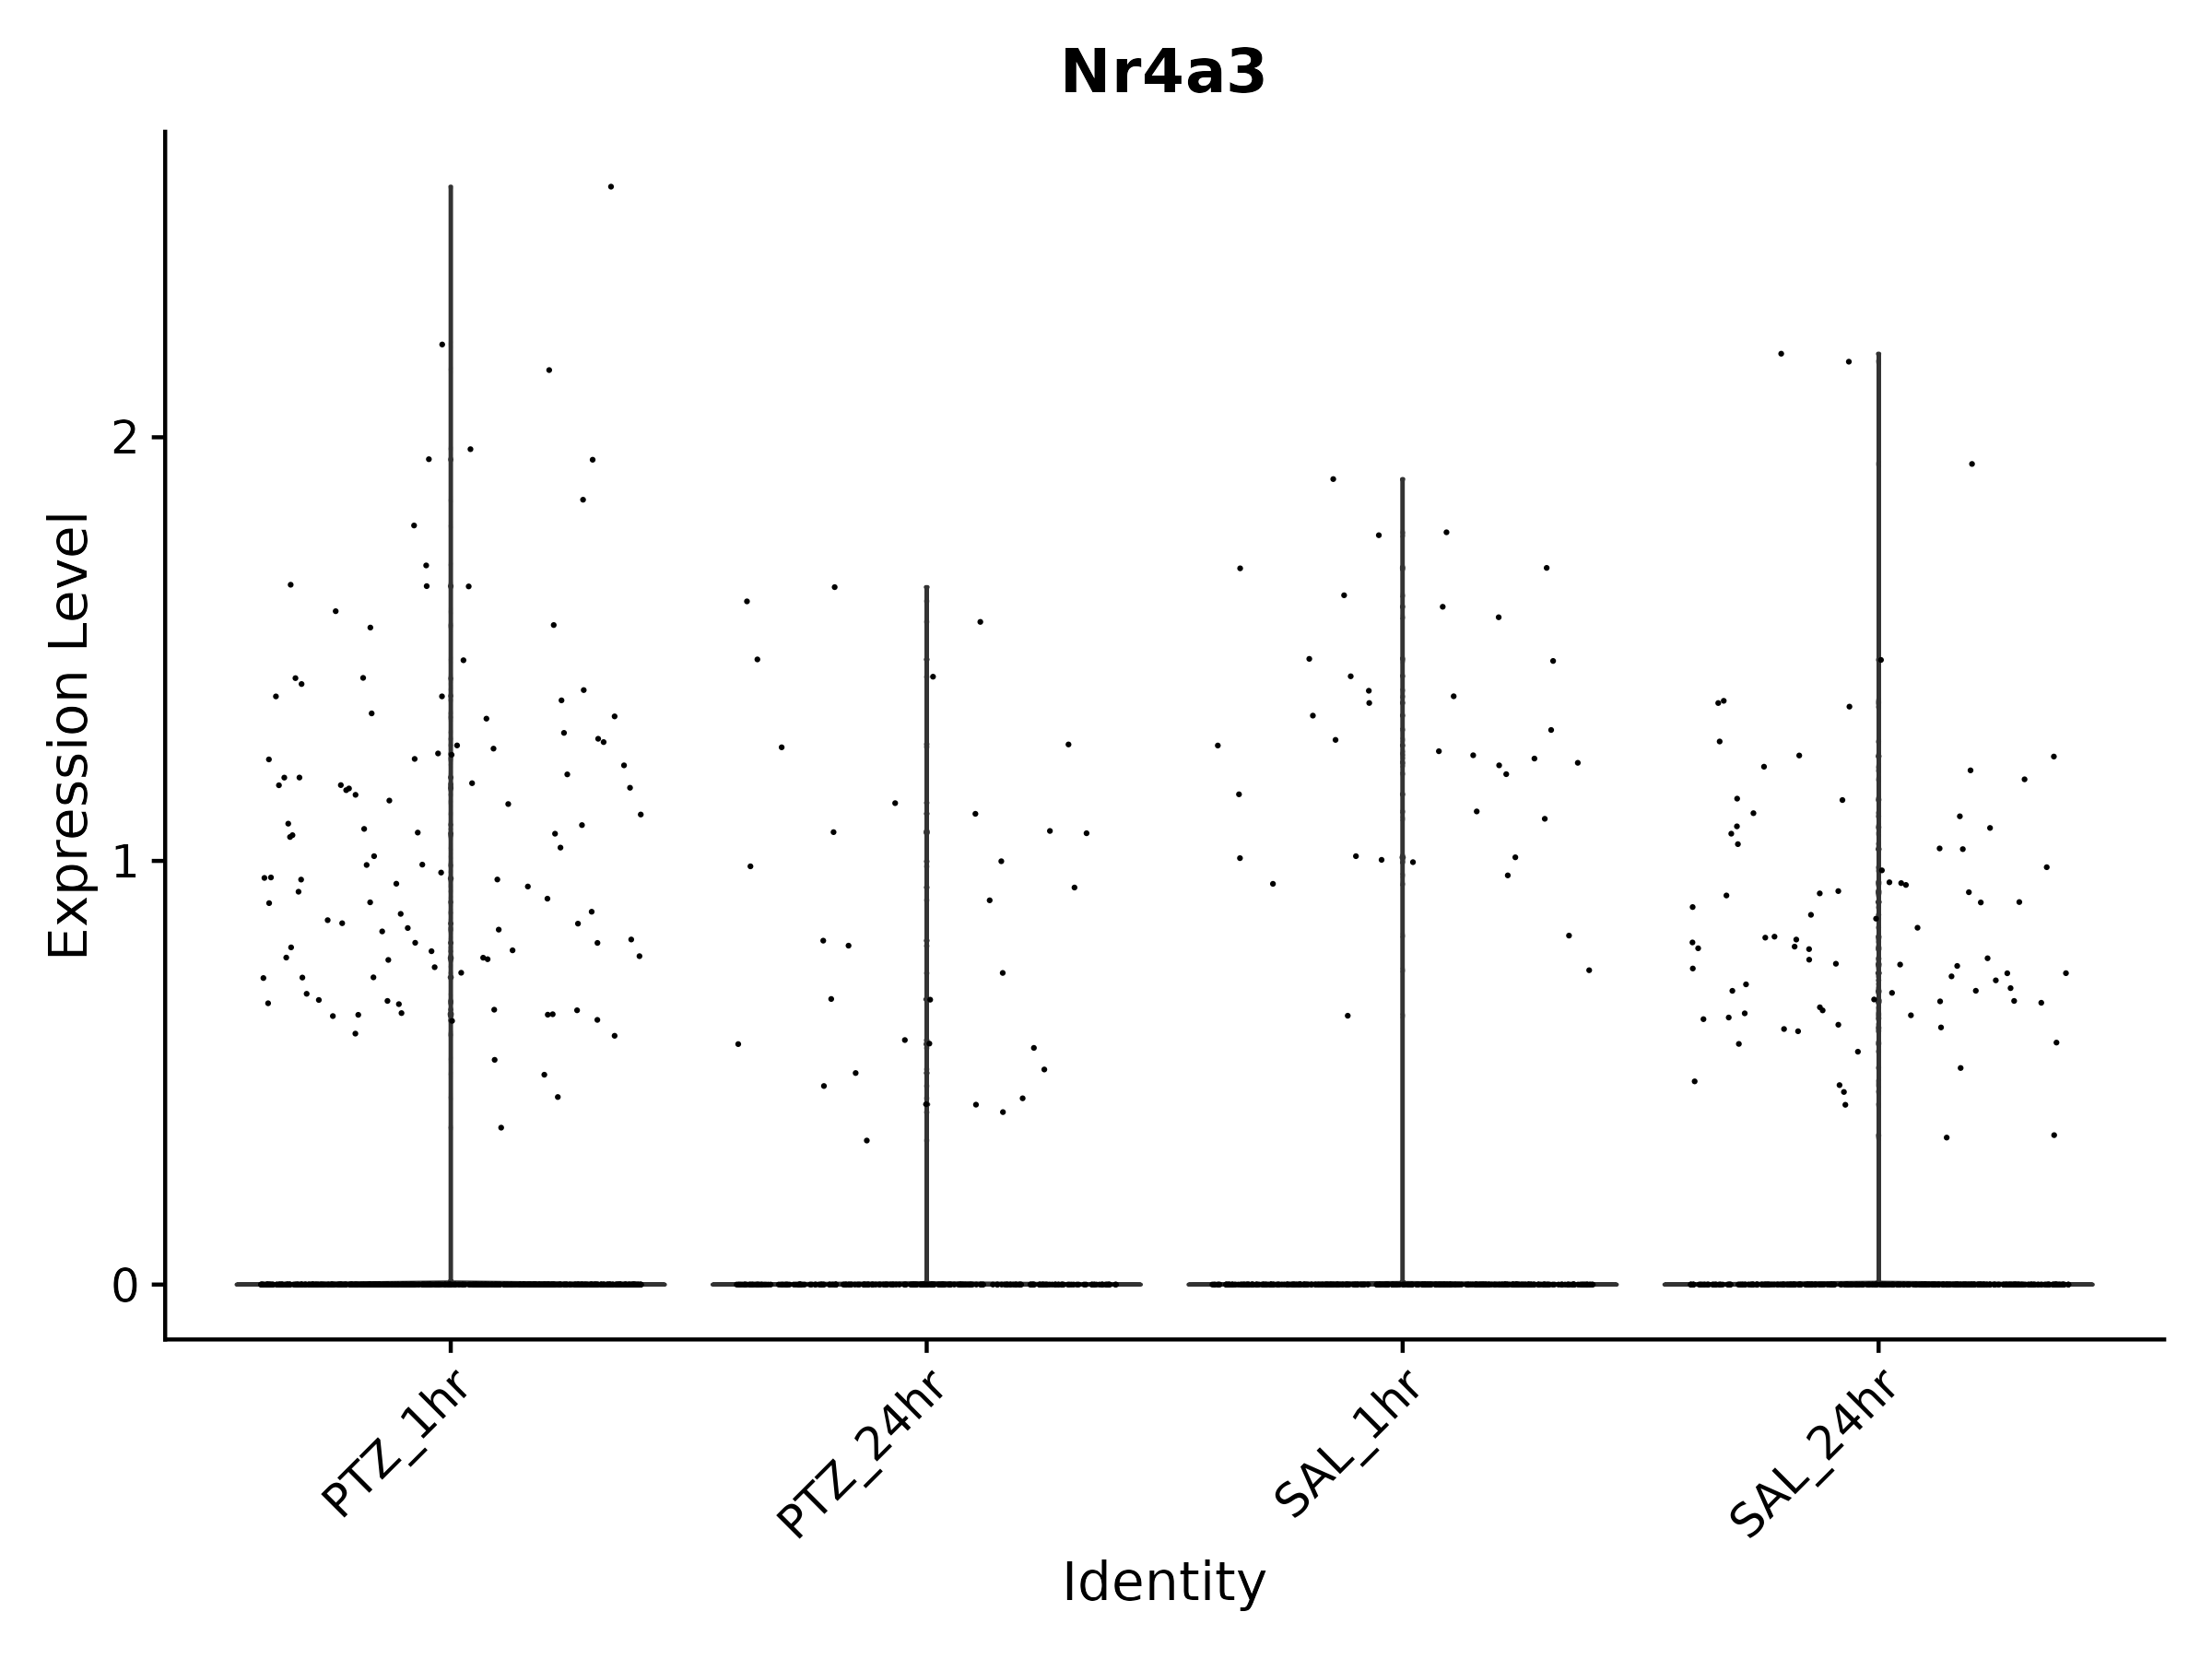 Nr4a3
Expression Level
2
1
0
PTZ_1hr
PTZ_24hr
SAL_1hr
SAL_24hr
Identity